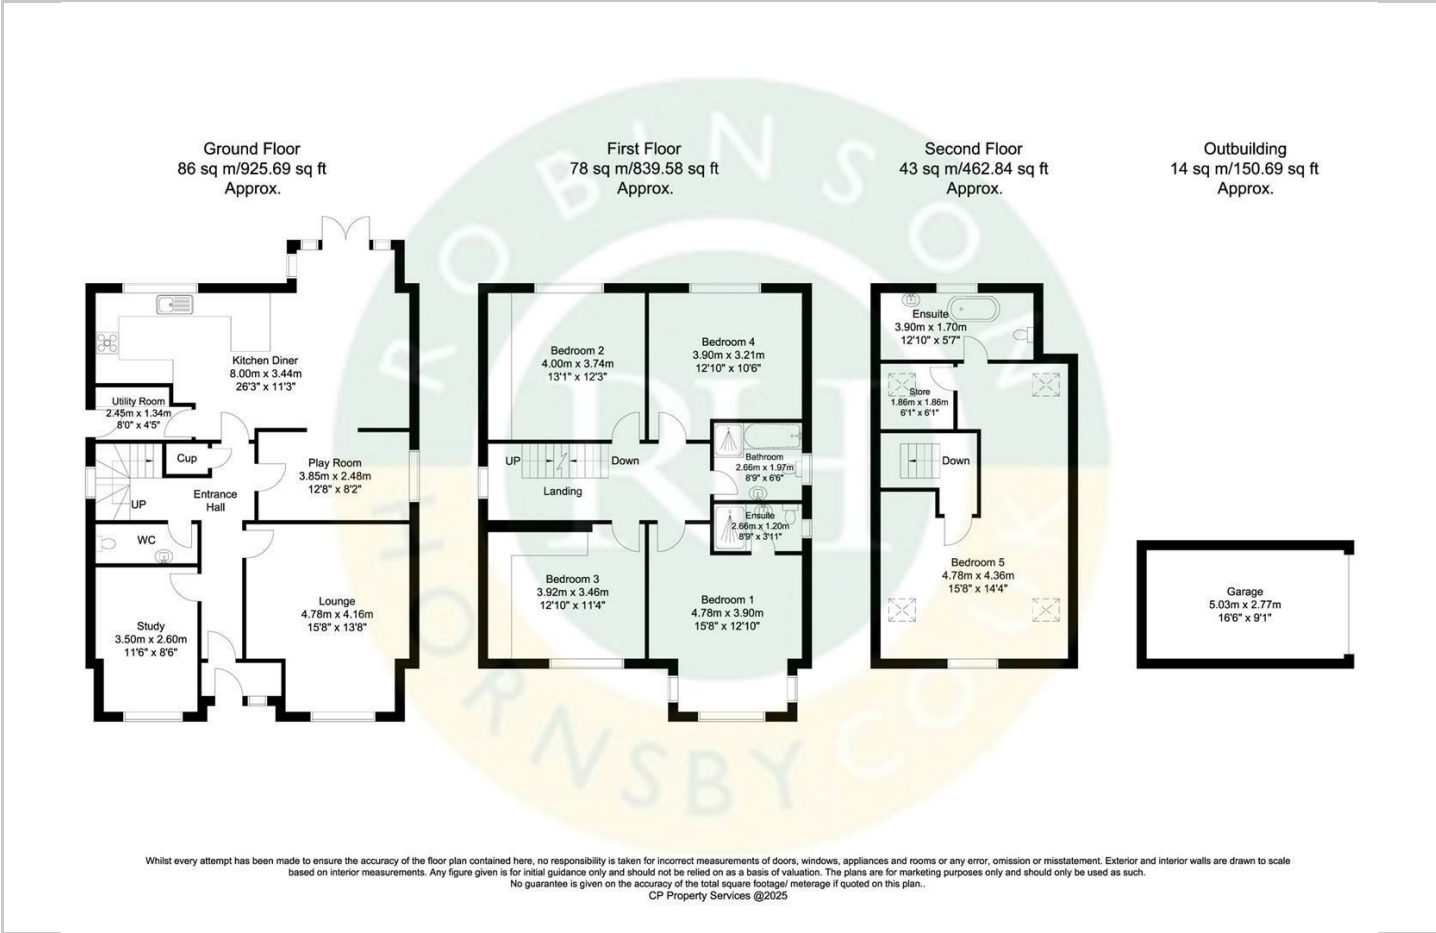 Ground Floor
86 sq m/925.69 sq ft
Approx.
First Floor
78 sq m/839.58 sq ft
Approx.
Second Floor
43 sq m/462.84 sq ft
Approx.
Outbuilding
14 sq m/150.69 sq ft
Approx.
Kitchen Diner
8.00m x 3.44m
26'3" x 11'3"
Utility Room
2.45m x 1.34m
8'0" x 4'5"
Cup
Play Room
3.85m x 2.48m
12'8" x 8'2"
UP
Entrance
Hall
WC
Study
3.50m x 2.60m
11'6" x 8'6"
Lounge
4.78m x 4.16m
15'8" x 13'8"
Bedroom 2
4.00m x 3.74m
13'1" x 12'3"
Bedroom 4
3.90m x 3.21m
12'10" x 10'6"
UP
Down
Landing
Bathroom
2.66m x 1.97m
8'9" x 6'6"
Ensuite
2.66m x 1.20m
8'9" x 3'11"
Bedroom 3
3.92m x 3.46m
12'10" x 11'4"
Bedroom 1
4.78m x 3.90m
15'8" x 12'10"
Ensuite
3.90m x 1.70m
12'10" x 5'7"
Store
1.86m x 1.86m
6'1" x 6'1"
Down
Bedroom 5
4.78m x 4.36m
15'8" x 14'4"
Garage
5.03m x 2.77m
16'6" x 9'1"
ROBINSON
RH
HORNSBY.COM
Whilst every attempt has been made to ensure the accuracy of the floor plan contained here, no responsibility is taken for incorrect measurements of doors, windows, appliances and rooms or any error, omission or misstatement. Exterior and interior walls are drawn to scale
based on interior measurements. Any figure given is for initial guidance only and should not be relied on as a basis of valuation. The plans are for marketing purposes only and should only be used as such.
No guarantee is given on the accuracy of the total square footage/ meterage if quoted on this plan..
CP Property Services @2025